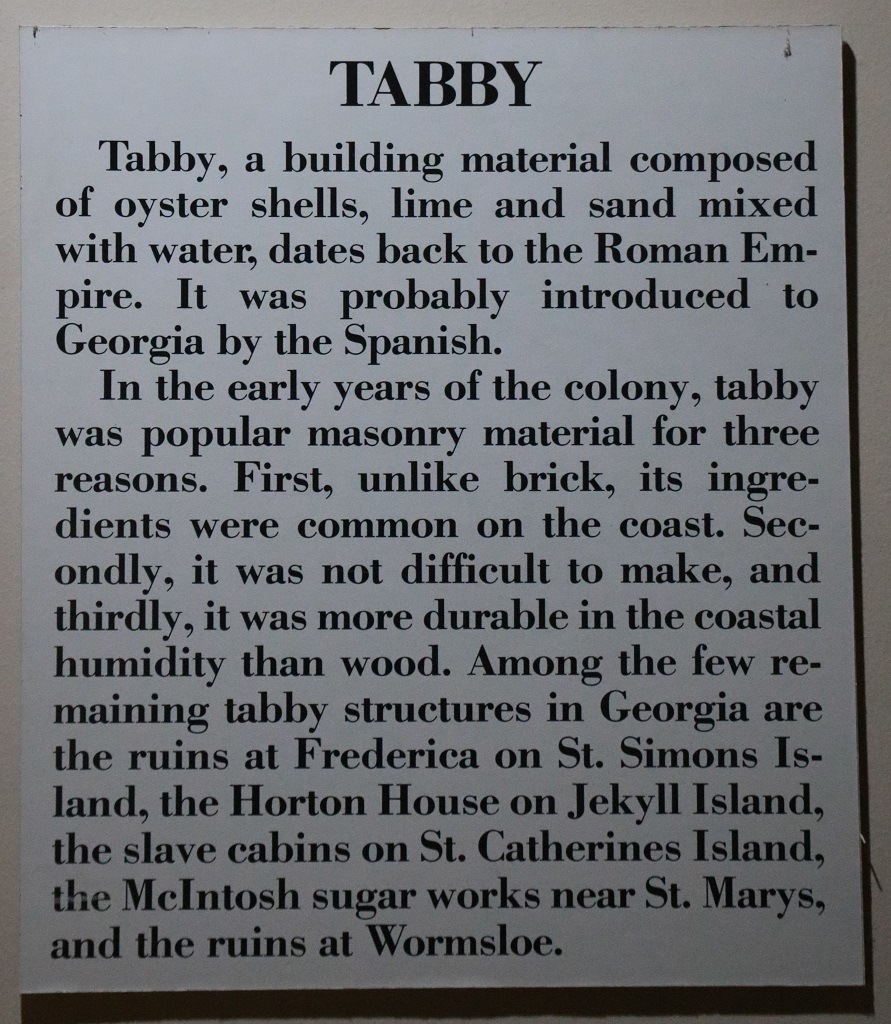 TABBY
Tabby, a building material composed
of oyster shells, lime and sand mixed
with water, dates back to the Roman Em-
pire. It was probably introduced to
Georgia by the Spanish.
In the early years of the colony, tabby
was popular masonry material for three
reasons. First, unlike brick, its ingre-
dients were common on the coast. Sec-
ondly, it was not difficult to make, and
thirdly, it was more durable in the coastal
humidity than wood. Among the few re-
maining tabby structures in Georgia are
the ruins at Frederica on St. Simons Is-
land, the Horton House on Jekyll Island,
the slave cabins on St. Catherines Island,
the McIntosh sugar works near St. Marys,
and the ruins at Wormsloe.